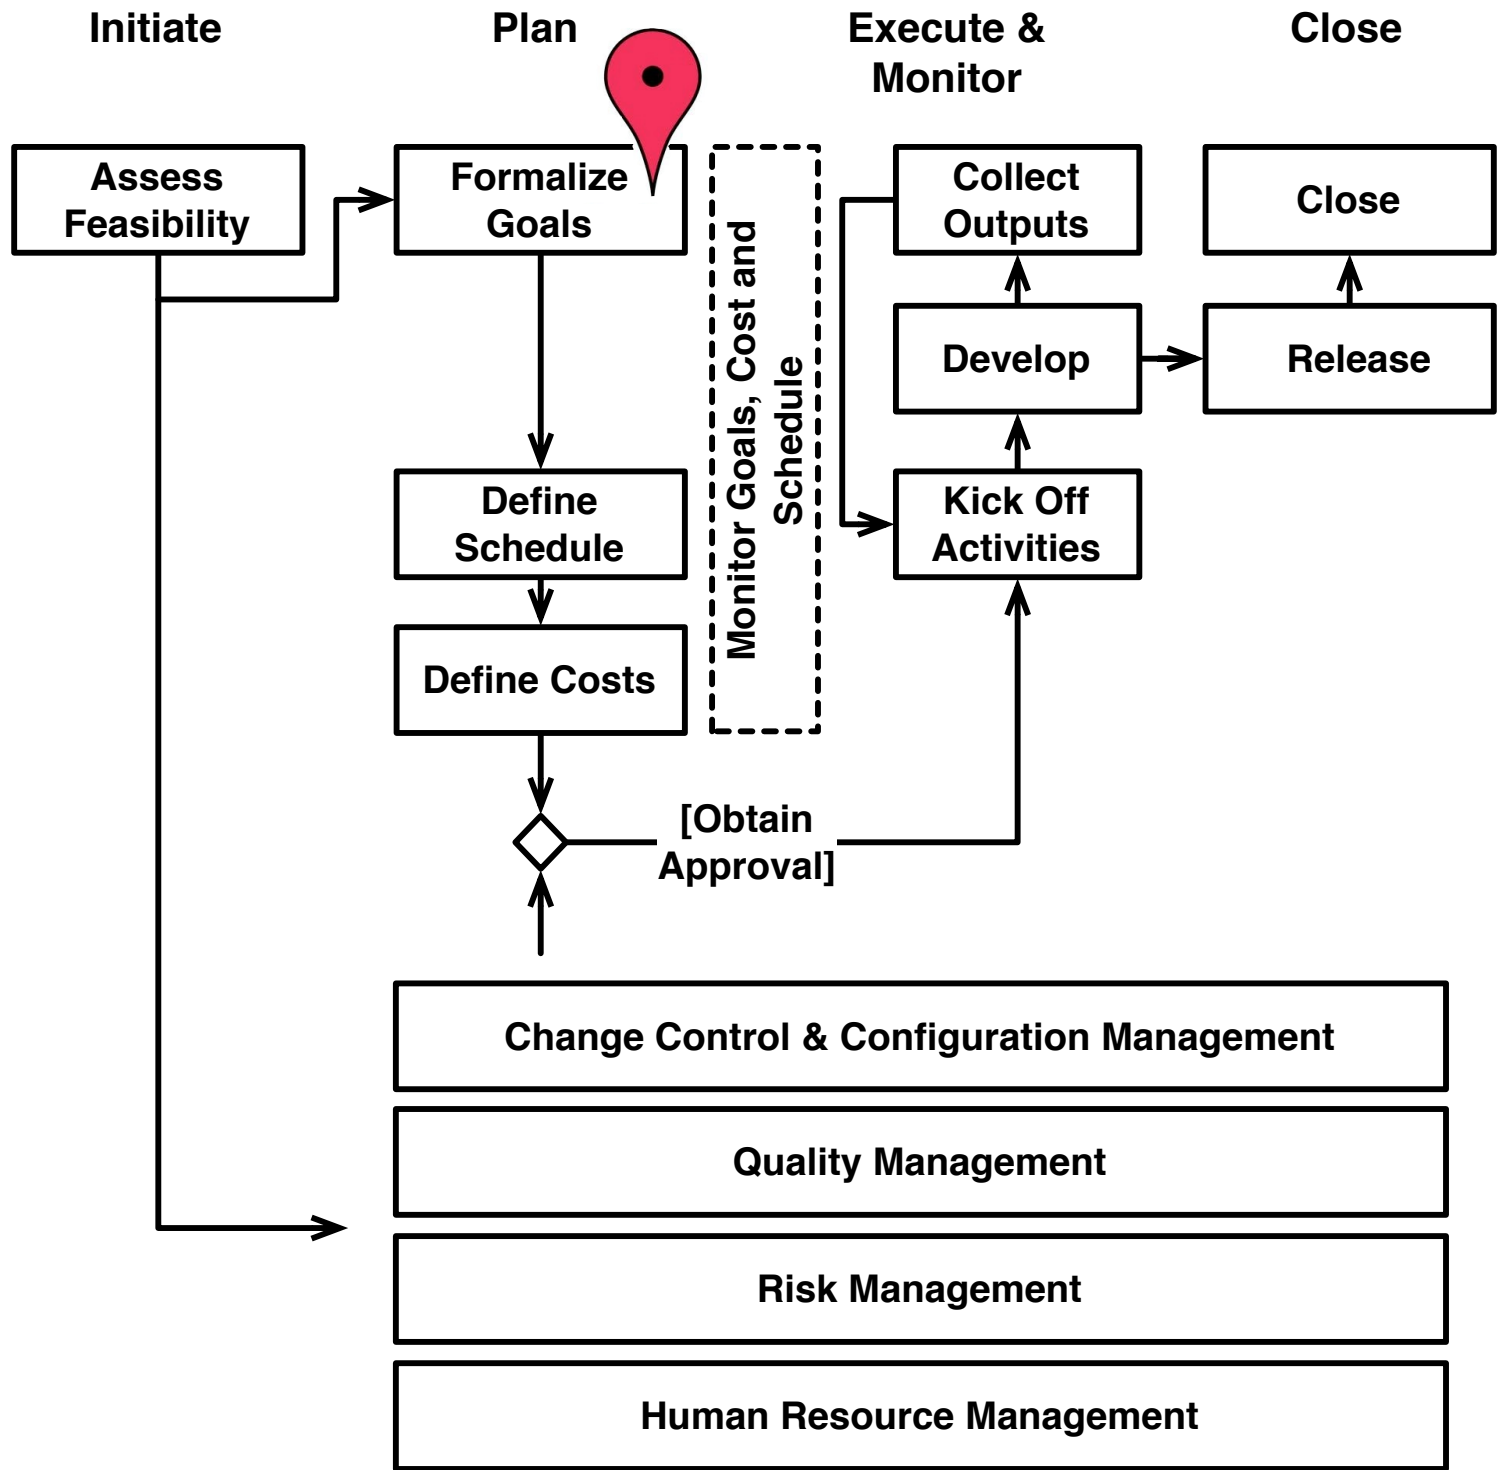 Initiate
Plan
Execute &
Monitor
Close
Assess
Feasibility
Formalize
Goals
Define
Schedule
Define Costs
[Obtain
Approval]
Monitor Goals, Cost and
Schedule
Collect
Outputs
Develop
Kick Off
Activities
Close
Release
Change Control & Configuration Management
Quality Management
Risk Management
Human Resource Management